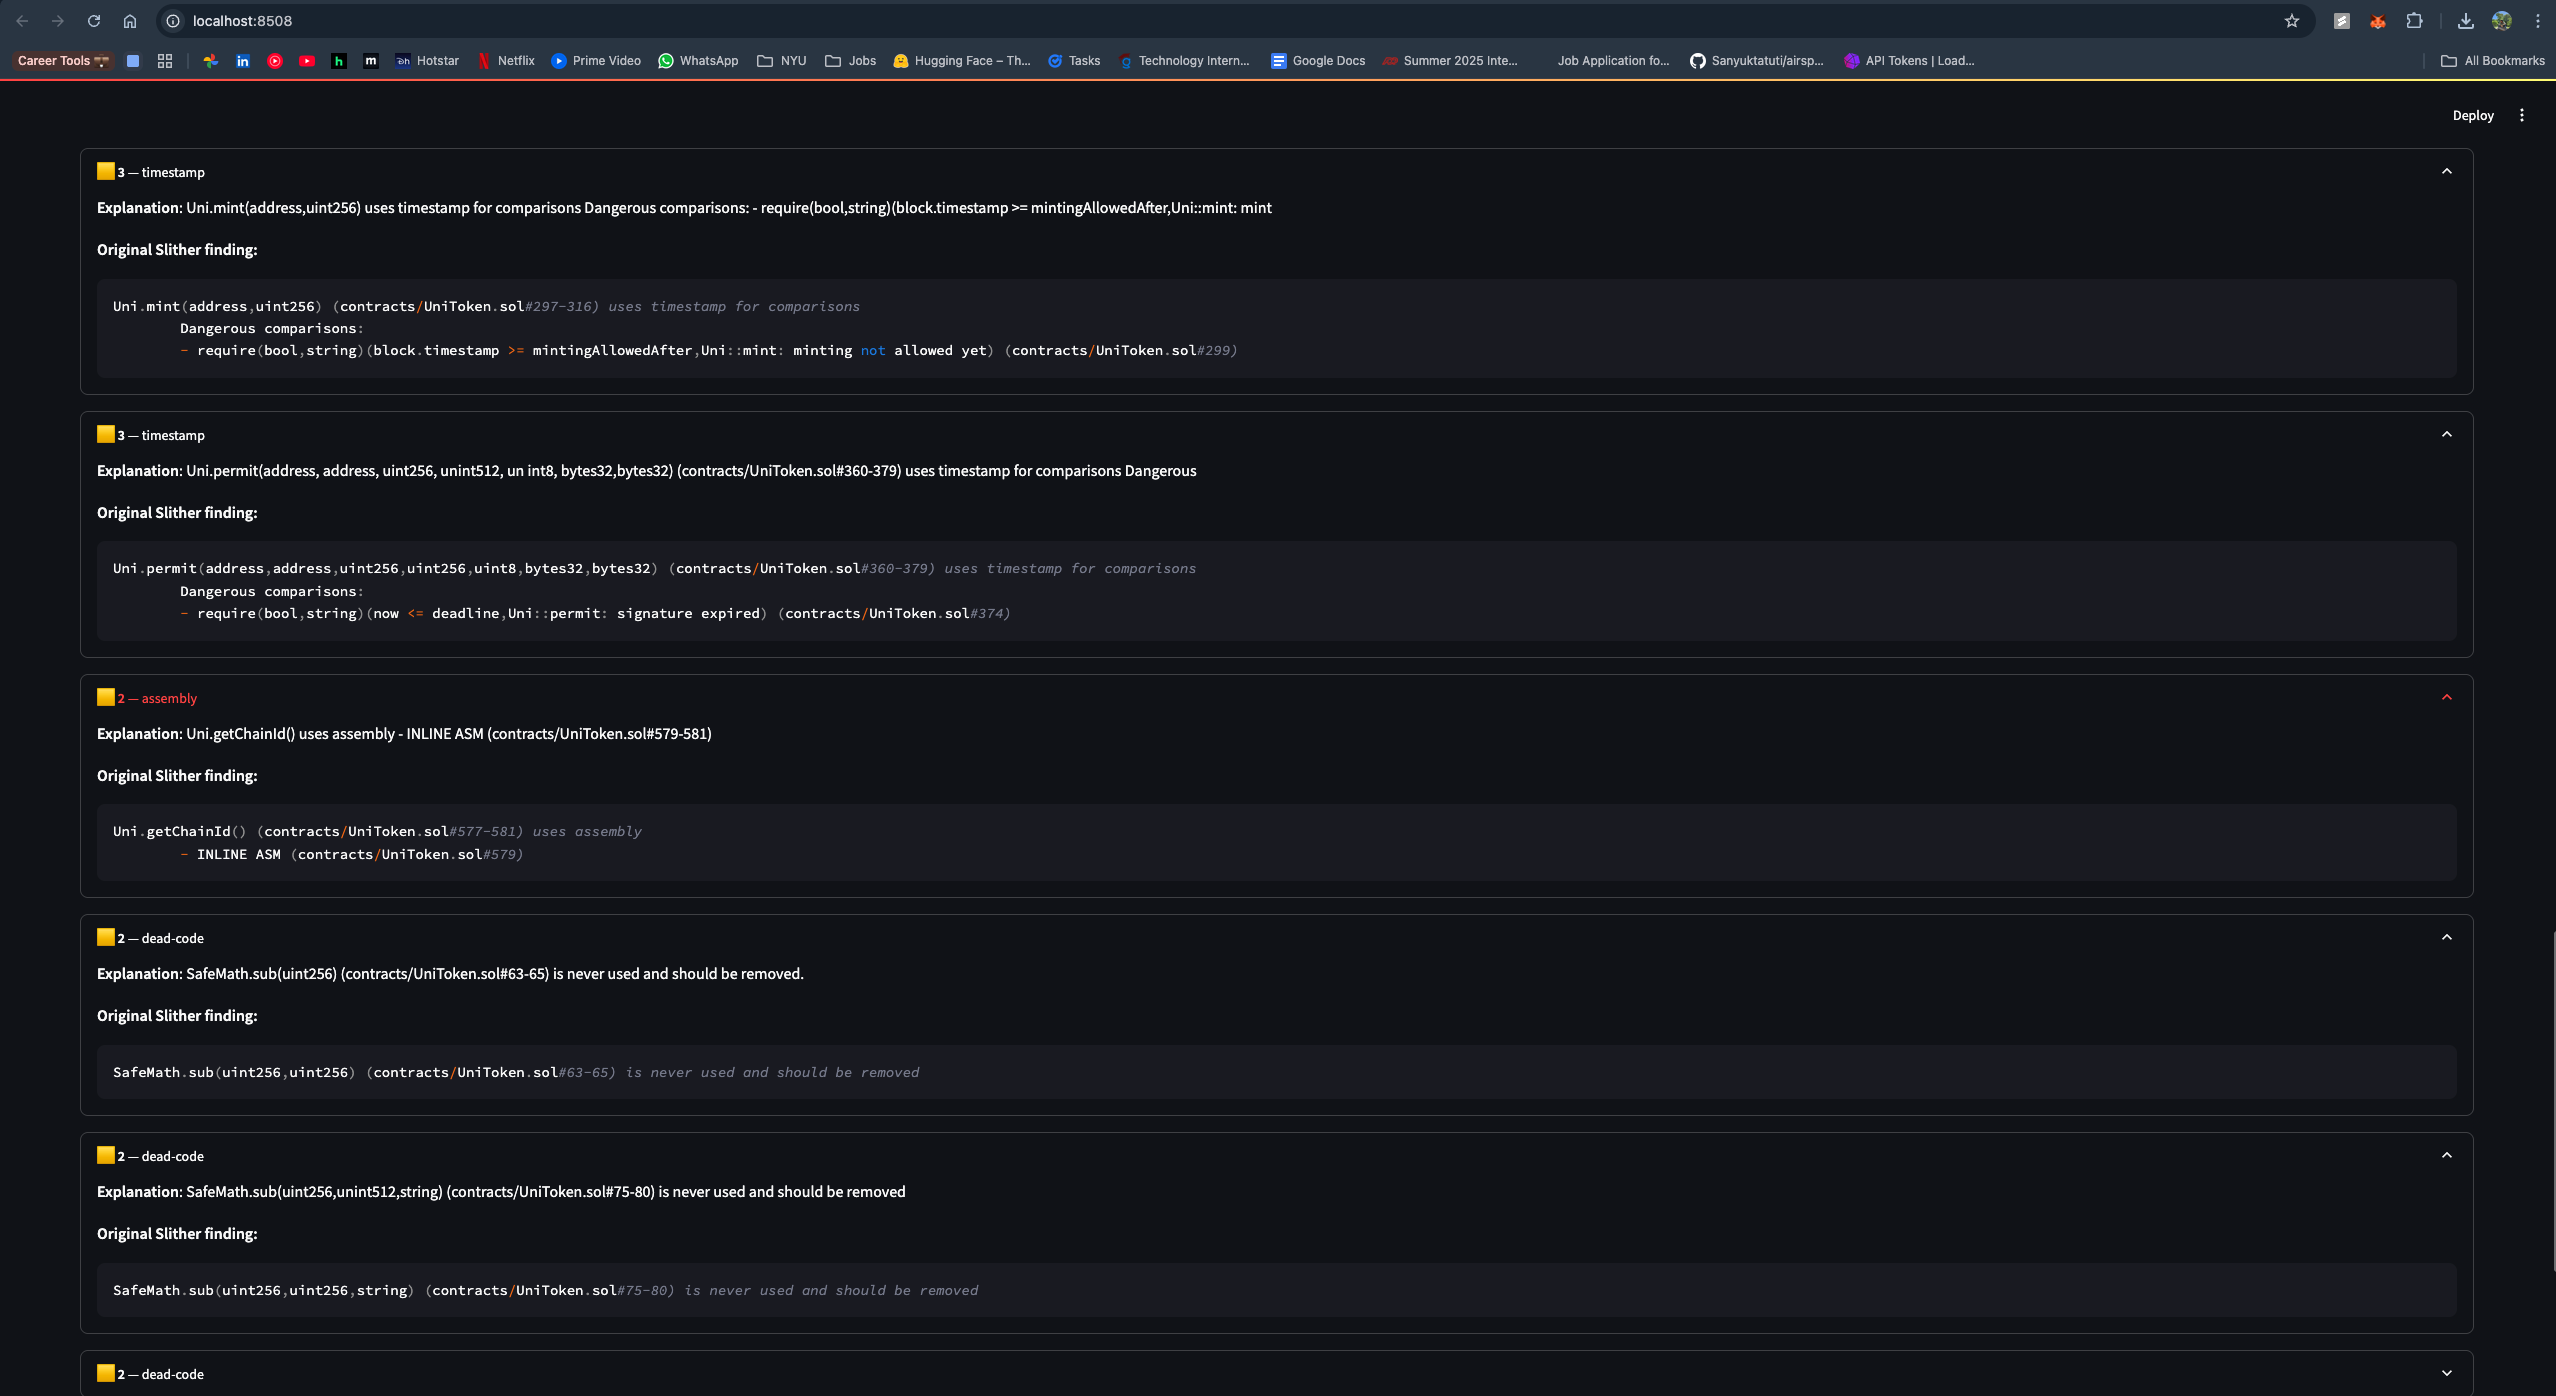 localhost:8508
Career Tools
Hotstar
Netflix
Prime Video
WhatsApp
NYU
Jobs
Hugging Face – Th...
Tasks
Technology Intern...
Google Docs
Summer 2025 Inte...
Job Application fo...
Sanyuktatuti/airsp...
API Tokens | Load...
All Bookmarks
Deploy
3 — timestamp
Explanation: Uni.mint(address,uint256) uses timestamp for comparisons Dangerous comparisons: - require(bool,string)(block.timestamp >= mintingAllowedAfter,Uni::mint: mint
Original Slither finding:
Uni.mint(address,uint256) (contracts/UniToken.sol#297-316) uses timestamp for comparisons
Dangerous comparisons:
- require(bool,string)(block.timestamp >= mintingAllowedAfter,Uni::mint: minting not allowed yet) (contracts/UniToken.sol#299)
3 — timestamp
Explanation: Uni.permit(address, address, uint256, unint512, un int8, bytes32,bytes32) (contracts/UniToken.sol#360-379) uses timestamp for comparisons Dangerous
Original Slither finding:
Uni.permit(address,address,uint256,uint256,uint8,bytes32,bytes32) (contracts/UniToken.sol#360-379) uses timestamp for comparisons
Dangerous comparisons:
- require(bool,string)(now <= deadline,Uni::permit: signature expired) (contracts/UniToken.sol#374)
2 — assembly
Explanation: Uni.getChainId() uses assembly - INLINE ASM (contracts/UniToken.sol#579-581)
Original Slither finding:
Uni.getChainId() (contracts/UniToken.sol#577-581) uses assembly
- INLINE ASM (contracts/UniToken.sol#579)
2 — dead-code
Explanation: SafeMath.sub(uint256) (contracts/UniToken.sol#63-65) is never used and should be removed.
Original Slither finding:
SafeMath.sub(uint256,uint256) (contracts/UniToken.sol#63-65) is never used and should be removed
2 — dead-code
Explanation: SafeMath.sub(uint256,unint512,string) (contracts/UniToken.sol#75-80) is never used and should be removed
Original Slither finding:
SafeMath.sub(uint256,uint256,string) (contracts/UniToken.sol#75-80) is never used and should be removed
2 — dead-code